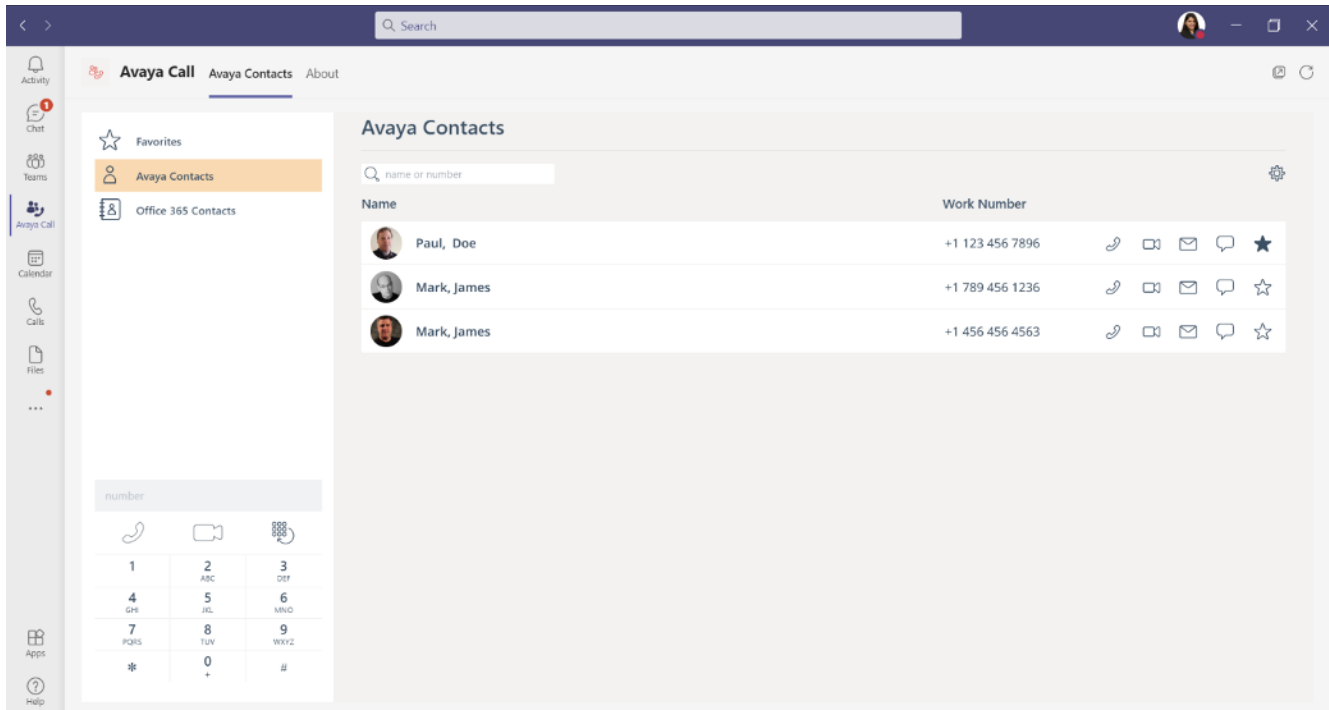 Search
Activity
Avaya Call Avaya Contacts About
1
Chat
Teams
Avaya Call
Calendar
Calls
Files
Apps
Help
Favorites
Avaya Contacts
Office 365 Contacts
number
1 2 3
ABC DEF
4 5 6
GHI JKL MNO
7 8 9
PQRS TUV WXYZ
* 0 #
+
Avaya Contacts
name or number
Name Work Number
Paul, Doe +1 123 456 7896
Mark, James +1 789 456 1236
Mark, James +1 456 456 4563